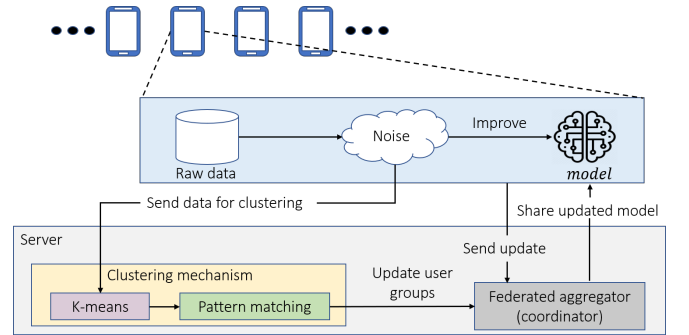 Noise
Improve
Raw data
model
Send data for clustering
Share updated model
Server
Send update
Clustering mechanism
Update user
groups
K-means
Pattern matching
Federated aggregator
(coordinator)